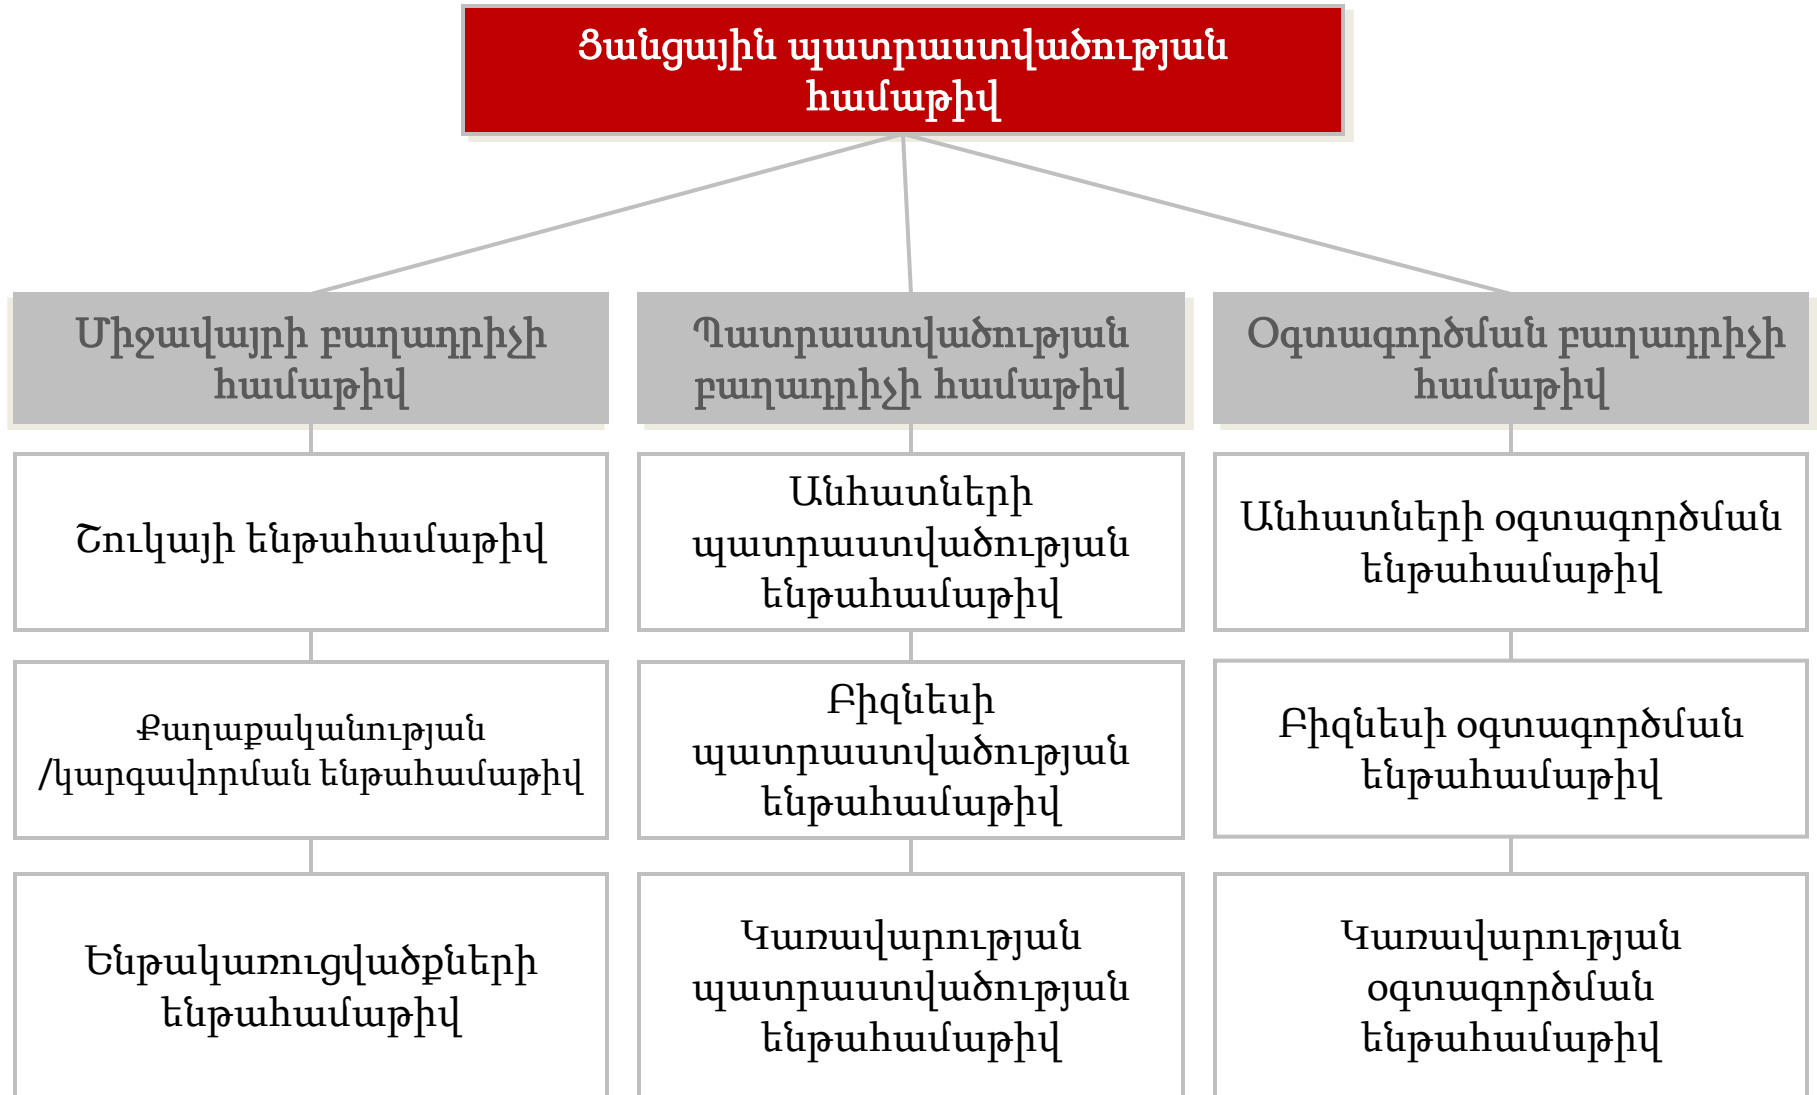 Ցանցային պատրաստվածության
համաթիվ
Միջավայրի բաղադրիչի
համաթիվ
Պատրաստվածության
բաղադրիչի համաթիվ
Օգտագործման բաղադրիչի
համաթիվ
Շուկայի ենթահամաթիվ
Անհատների
պատրաստվածության
ենթահամաթիվ
Անհատների օգտագործման
ենթահամաթիվ
Քաղաքականության
/կարգավորման ենթահամաթիվ
Բիզնեսի
պատրաստվածության
ենթահամաթիվ
Բիզնեսի օգտագործման
ենթահամաթիվ
Ենթակառուցվածքների
ենթահամաթիվ
Կառավարության
պատրաստվածության
ենթահամաթիվ
Կառավարության
օգտագործման
ենթահամաթիվ